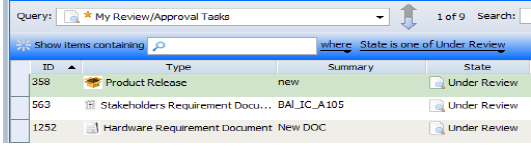 Query: * My Review/Approval Tasks 1 of 9 Search:
Show items containing where State is one of Under Review
ID Type Summary State
358 Product Release new Under Review
563 Stakeholders Requirement Docu... BAI_IC_A105 Under Review
1252 Hardware Requirement Document New DOC Under Review